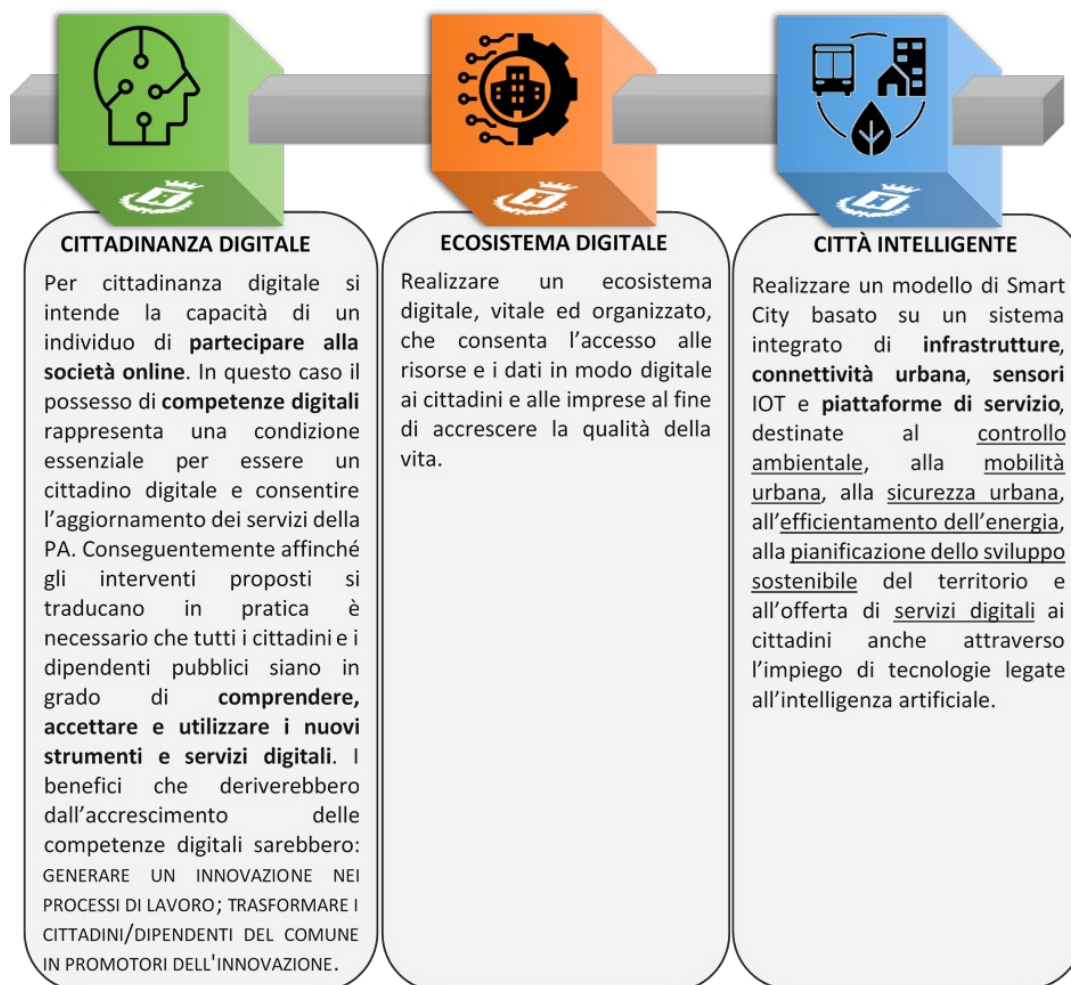 CITTADINANZA DIGITALE
Per cittadinanza digitale si
intende la capacità di un
individuo di partecipare alla
società online. In questo caso il
possesso di competenze digitali
rappresenta una condizione
essenziale per essere un
cittadino digitale e consentire
l’aggiornamento dei servizi della
PA. Conseguentemente affinché
gli interventi proposti si
traducano in pratica è
necessario che tutti i cittadini e i
dipendenti pubblici siano in
grado di comprendere,
accettare e utilizzare i nuovi
strumenti e servizi digitali. I
benefici che deriverebbero
dall’accrescimento delle
competenze digitali sarebbero:
GENERARE UN INNOVAZIONE NEI
PROCESSI DI LAVORO; TRASFORMARE I
CITTADINI/DIPENDENTI DEL COMUNE
IN PROMOTORI DELL'INNOVAZIONE.
ECOSISTEMA DIGITALE
Realizzare un ecosistema
digitale, vitale ed organizzato,
che consenta l’accesso alle
risorse e i dati in modo digitale
ai cittadini e alle imprese al fine
di accrescere la qualità della
vita.
CITTÀ INTELLIGENTE
Realizzare un modello di Smart
City basato su un sistema
integrato di infrastrutture,
connettività urbana, sensori
IOT e piattaforme di servizio,
destinate al controllo
ambientale, alla mobilità
urbana, alla sicurezza urbana,
all’efficientamento dell’energia,
alla pianificazione dello sviluppo
sostenibile del territorio e
all’offerta di servizi digitali ai
cittadini anche attraverso
l’impiego di tecnologie legate
all’intelligenza artificiale.